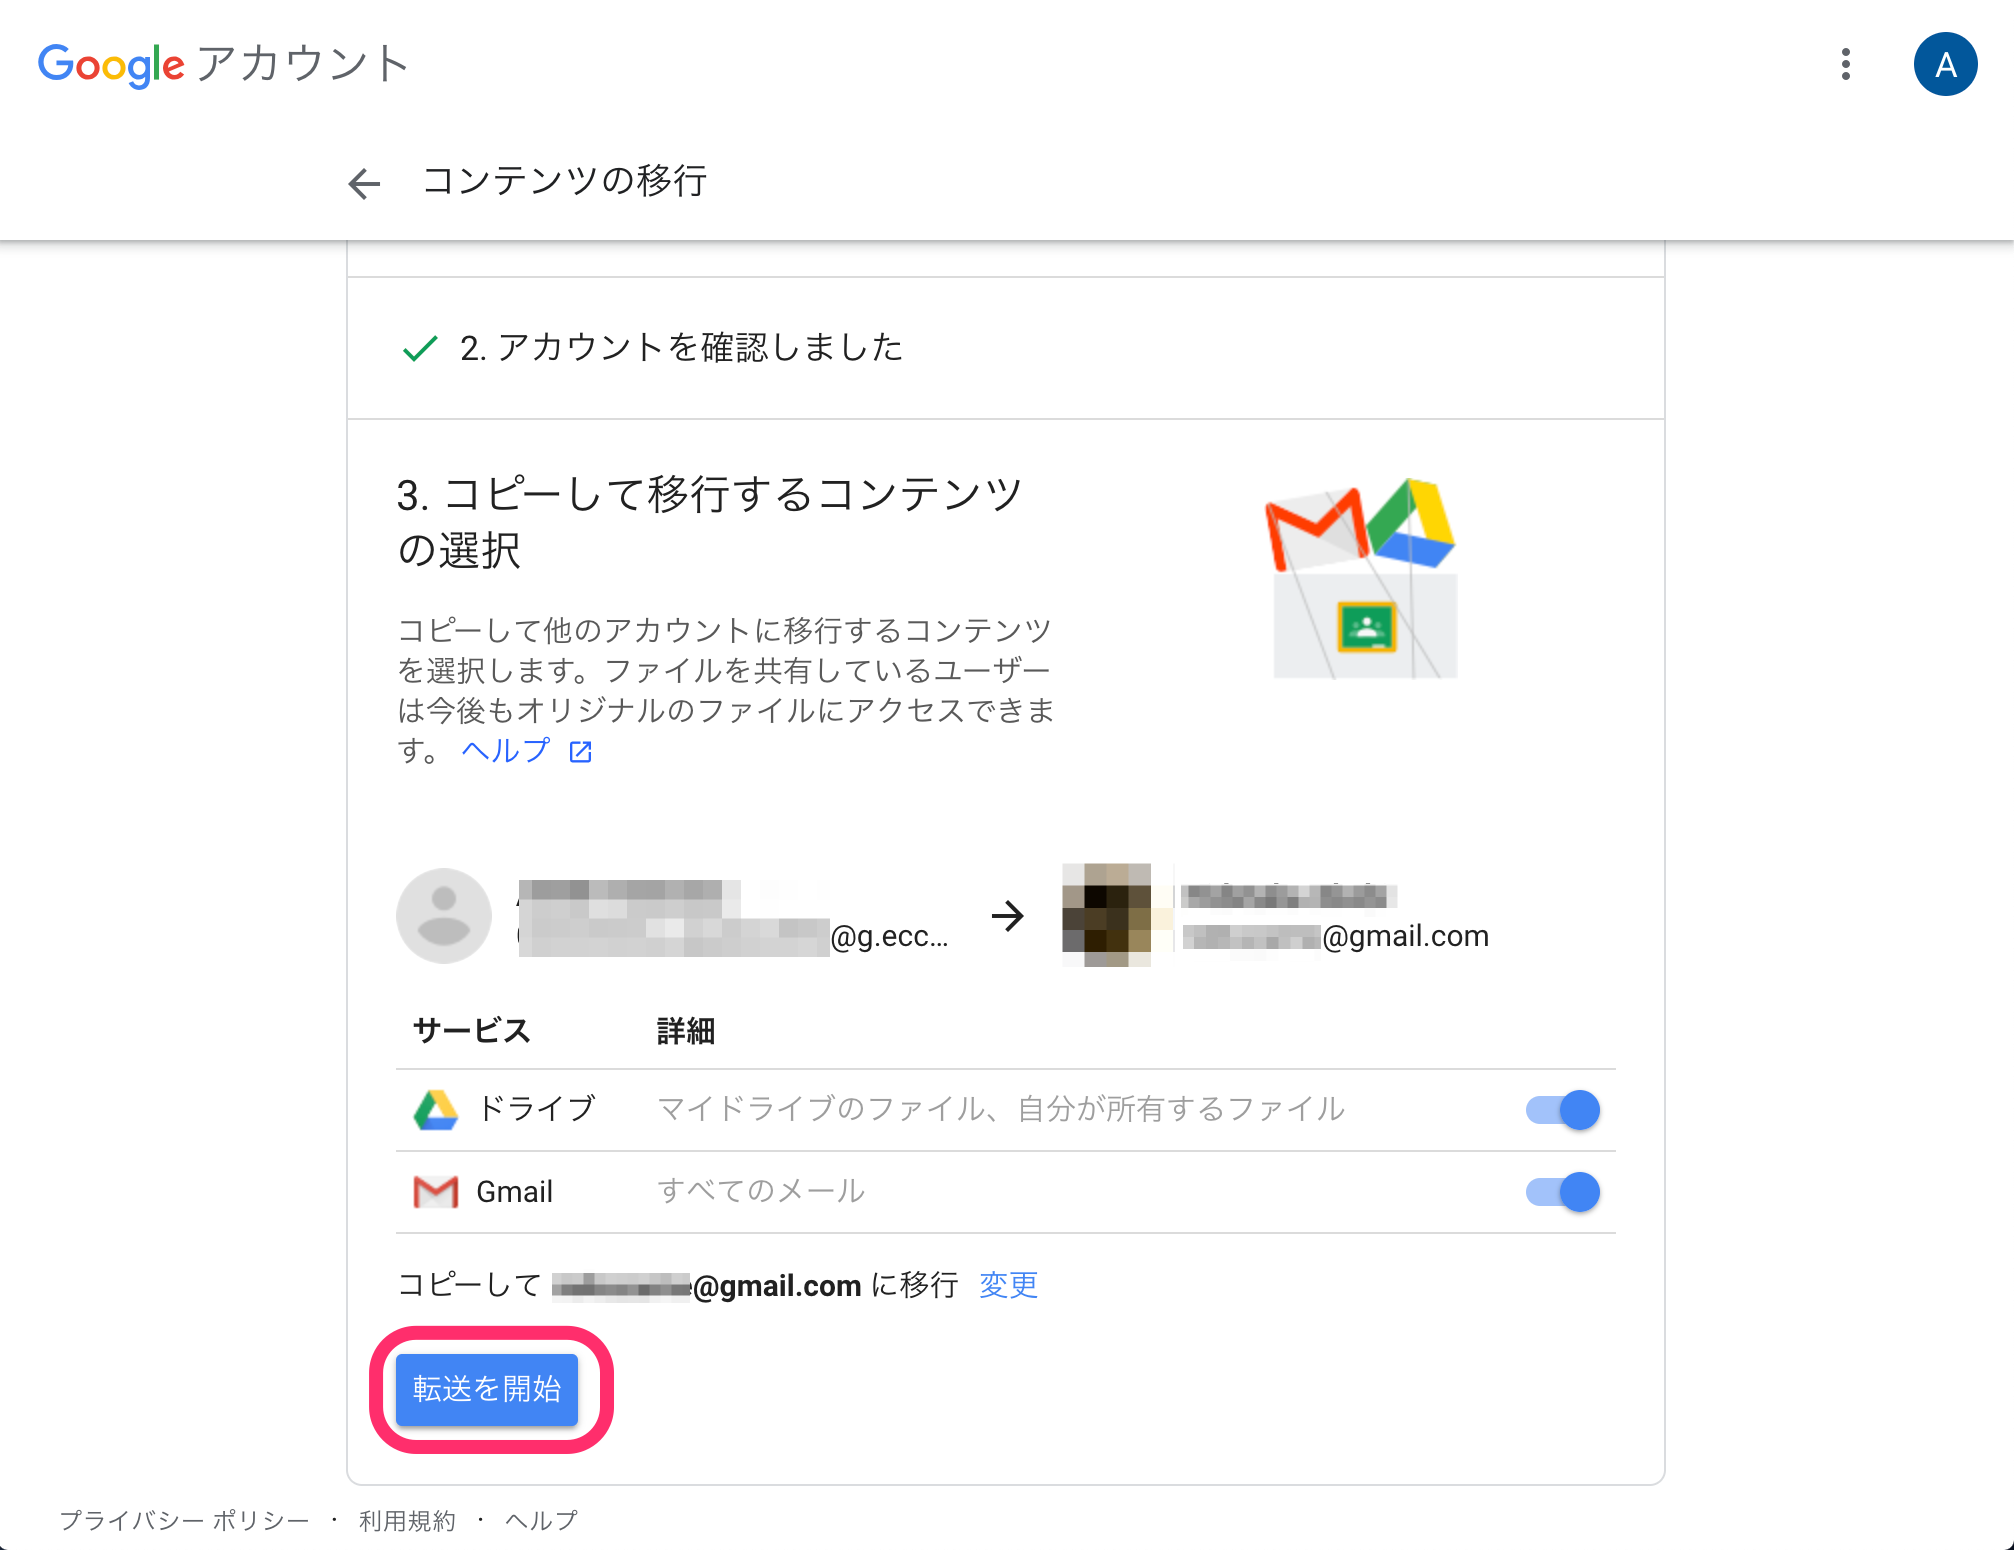 Google アカウント
A
コンテンツの移行
2. アカウントを確認しました
3. コピーして移行するコンテンツ
の選択
コピーして他のアカウントに移行するコンテンツ
を選択します。ファイルを共有しているユーザー
は今後もオリジナルのファイルにアクセスできま
す。 ヘルプ
@g.ecc...
@gmail.com
サービス 詳細
ドライブ マイドライブのファイル、自分が所有するファイル
Gmail すべてのメール
コピーして @gmail.com に移行 変更
転送を開始
プライバシー ポリシー ・ 利用規約 ・ ヘルプ